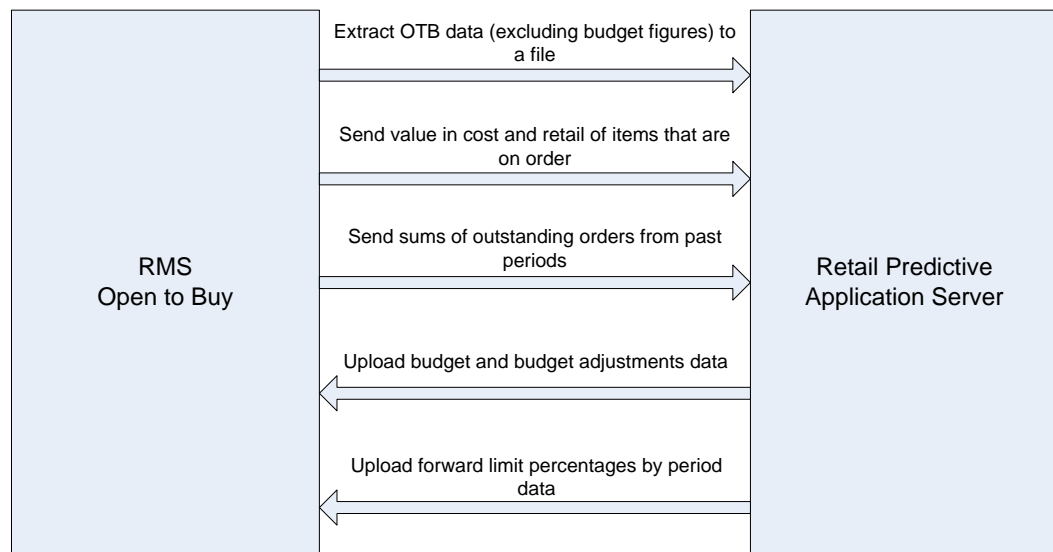 Extract OTB data (excluding budget figures) to
a file
Send value in cost and retail of items that are
on order
Send sums of outstanding orders from past
periods
RMS
Open to Buy
Retail Predictive
Application Server
Upload budget and budget adjustments data
Upload forward limit percentages by period
data